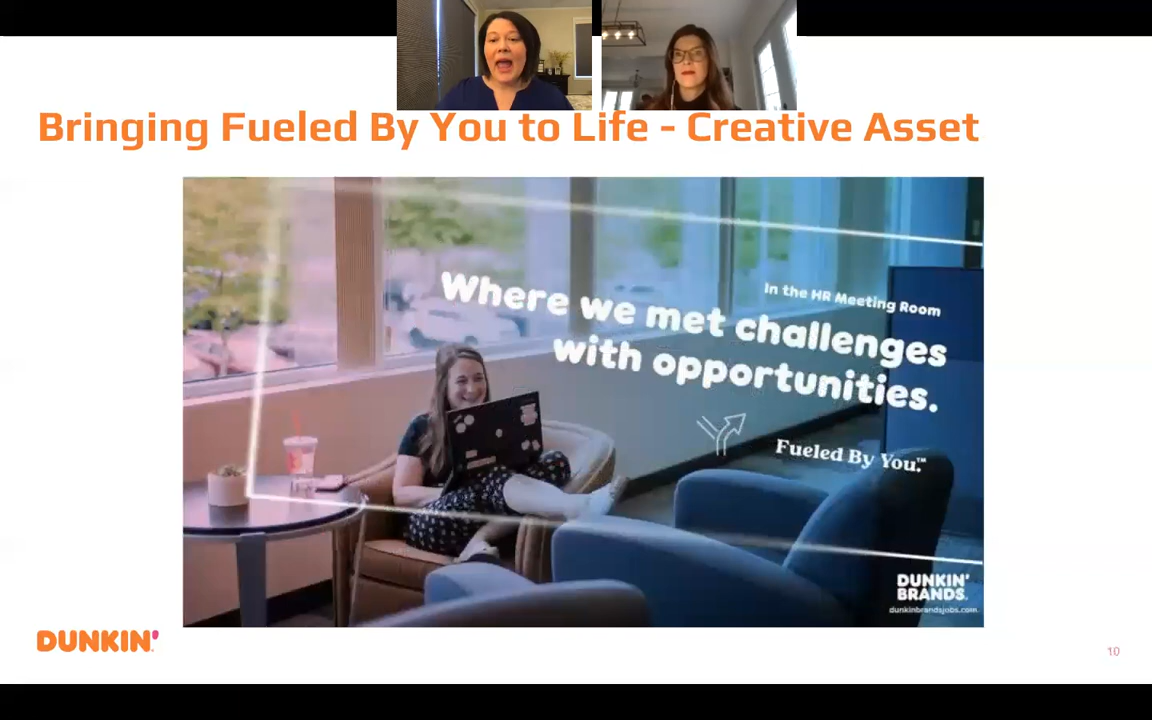 Bringing Fueled By You to Life - Creative Asset
In the HR Meeting Room
Where we met challenges
with opportunities.
Fueled By You.™
DUNKIN'
BRANDS.
dunkinbrandsjobs.com
DUNKIN'
10